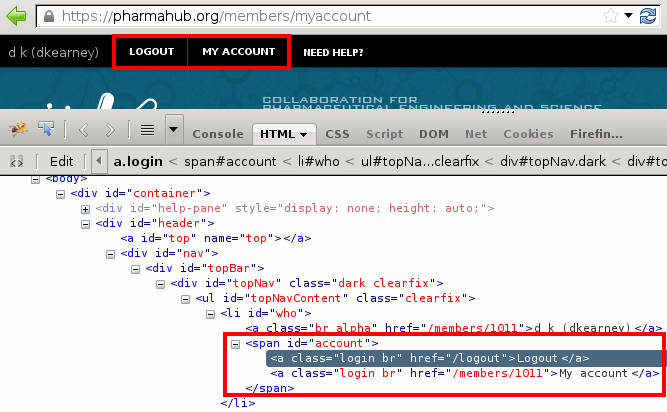 https://pharmahub.org/members/myaccount
d k (dkearney) LOGOUT MY ACCOUNT NEED HELP?
COLLABORATION FOR
PHARMACEUTICAL ENGINEERING AND SCIENCE
Console HTML CSS Script DOM Net Cookies Firefin...
Edit a.login < span#account < li#who < ul#topNa...clearfix < div#topNav.dark < div#to
<body>
<div id="container">
<div id="help-pane" style="display: none; height: auto;">
<div id="header">
<a id="top" name="top"></a>
<div id="nav">
<div id="topBar">
<div id="topNav" class="dark clearfix">
<ul id="topNavContent" class="clearfix">
<li id="who">
<a class="br alpha" href="/members/1011">d k (dkearney)</a>
<span id="account">
<a class="login br" href="/logout">Logout</a>
<a class="login br" href="/members/1011">My account</a>
</span>
</li>